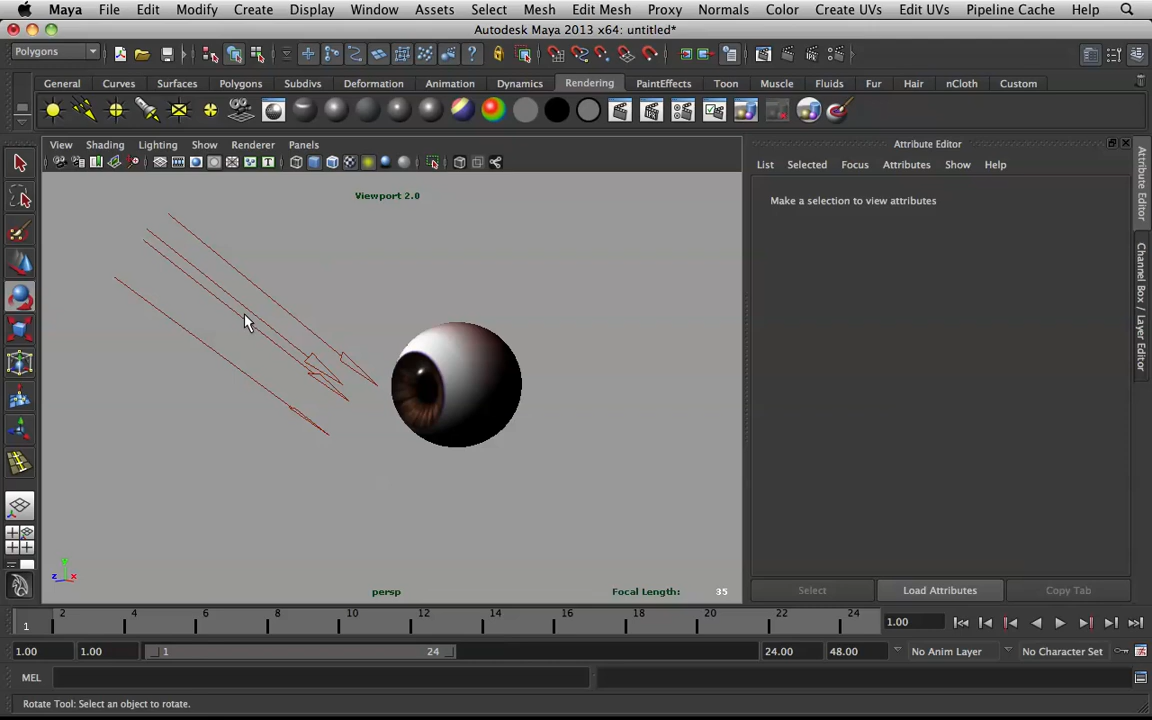 Maya File Edit Modify Create Display Window Assets Select Mesh Edit Mesh Proxy Normals Color Create UVs Edit UVs Pipeline Cache Help
Autodesk Maya 2013 x64: untitled*
Polygons
General Curves Surfaces Polygons Subdivs Deformation Animation Dynamics Rendering PaintEffects Toon Muscle Fluids Fur Hair nCloth Custom
View Shading Lighting Show Renderer Panels
Attribute Editor
List Selected Focus Attributes Show Help
Viewport 2.0
Make a selection to view attributes
Attribute Editor
Channel Box / Layer Editor
y
z x
persp
Focal Length: 35
Select Load Attributes Copy Tab
1 2 4 6 8 10 12 14 16 18 20 22 24 1.00
1.00 1.00 1 24 24.00 48.00 No Anim Layer No Character Set
MEL
Rotate Tool: Select an object to rotate.